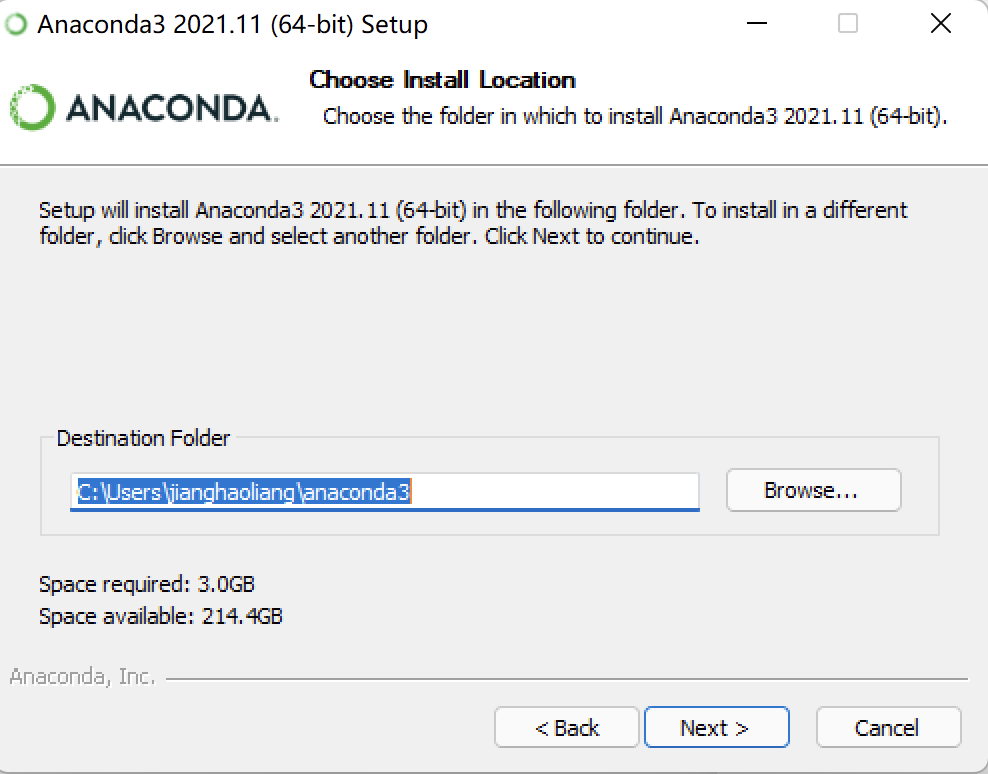 Anaconda3 2021.11 (64-bit) Setup
ANACONDA.
Choose Install Location
Choose the folder in which to install Anaconda3 2021.11 (64-bit).
Setup will install Anaconda3 2021.11 (64-bit) in the following folder. To install in a different
folder, click Browse and select another folder. Click Next to continue.
Destination Folder
C:\Users\jianghaoliang\anaconda3
Browse...
Space required: 3.0GB
Space available: 214.4GB
Anaconda, Inc.
< Back
Next >
Cancel